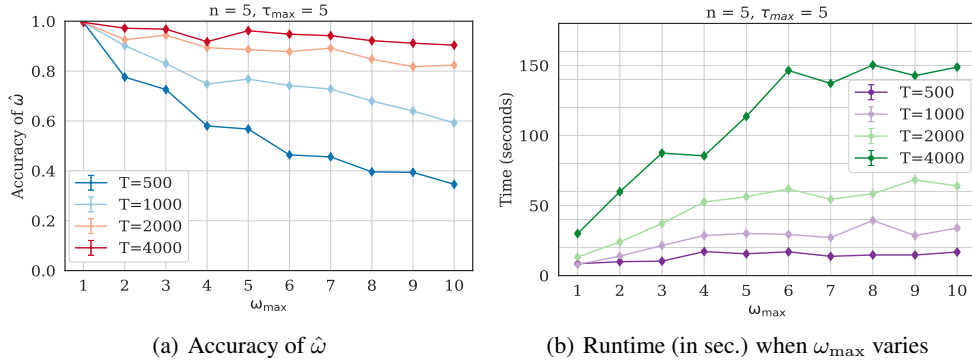 n = 5, τmax = 5
Accuracy of ω̂
1.0
0.8
0.6
0.4
0.2
0.0
T=500
T=1000
T=2000
T=4000
1 2 3 4 5 6 7 8 9 10
ωmax
(a) Accuracy of ω̂
n = 5, τmax = 5
Time (seconds)
150
100
50
0
T=500
T=1000
T=2000
T=4000
1 2 3 4 5 6 7 8 9 10
ωmax
(b) Runtime (in sec.) when ωmax varies